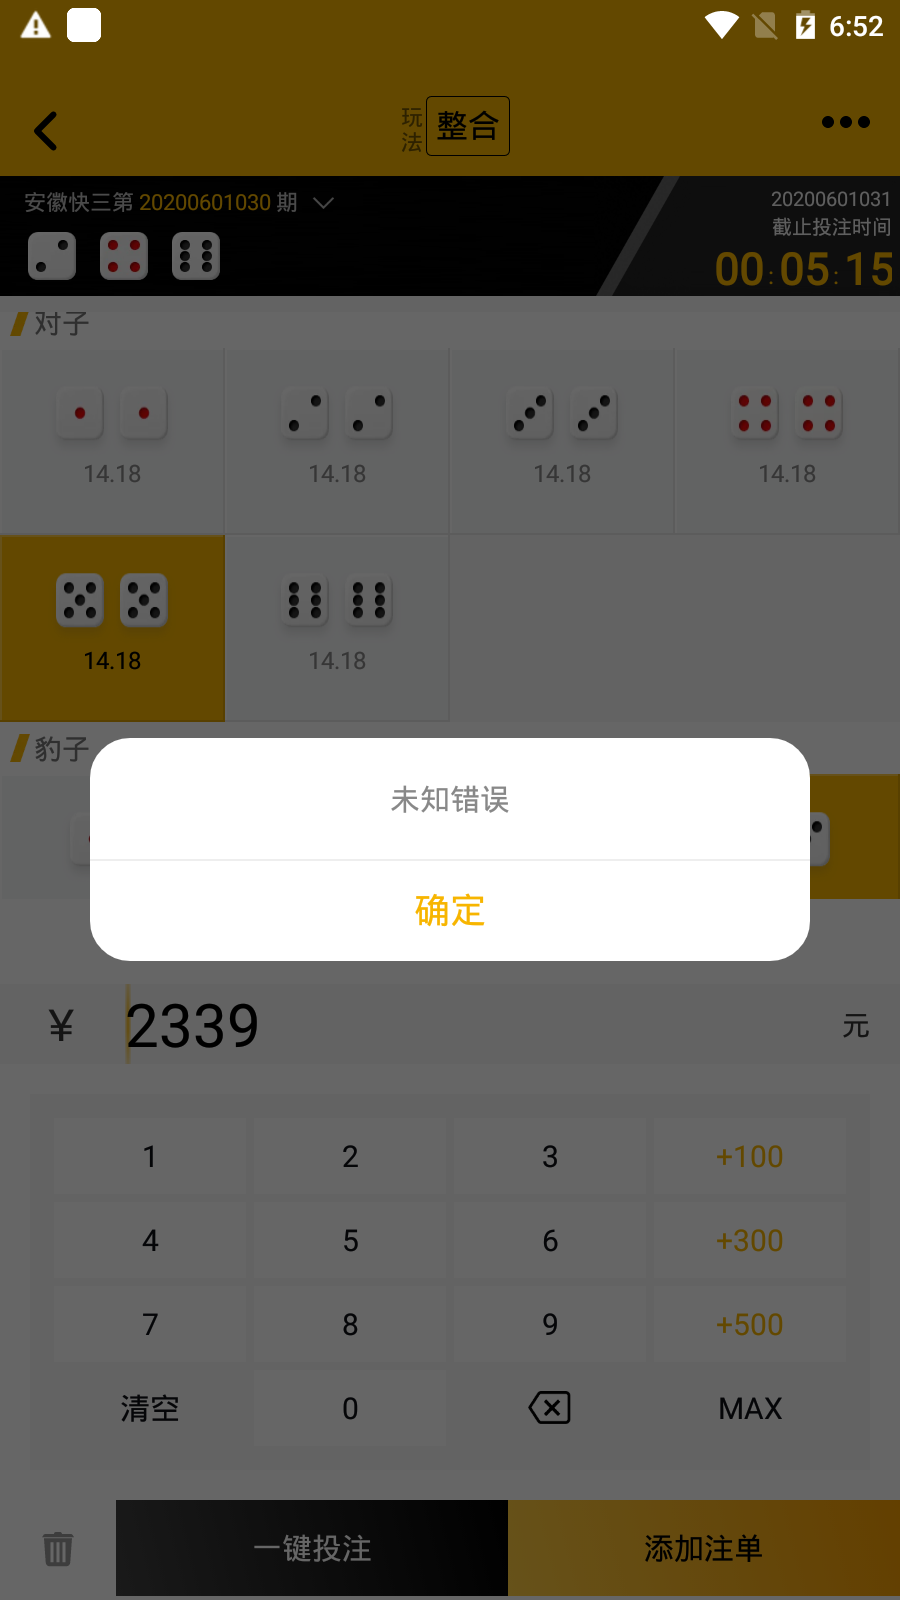 6:52
玩法
整合
安徽快三第 20200601030 期
20200601031
截止投注时间
00:05:15
对子
14.18
14.18
14.18
14.18
14.18
14.18
豹子
未知错误
确定
¥ 2339 元
1 2 3 +100
4 5 6 +300
7 8 9 +500
清空 0 MAX
一键投注 添加注单